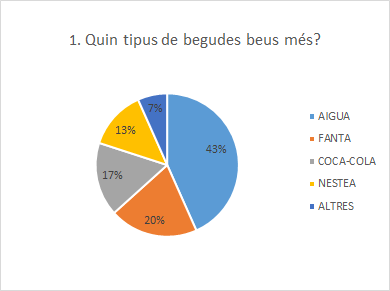 1. Quin tipus de begudes beus més?
7%
13%
43%
17%
20%
AIGUA
FANTA
COCA-COLA
NESTEA
ALTRES